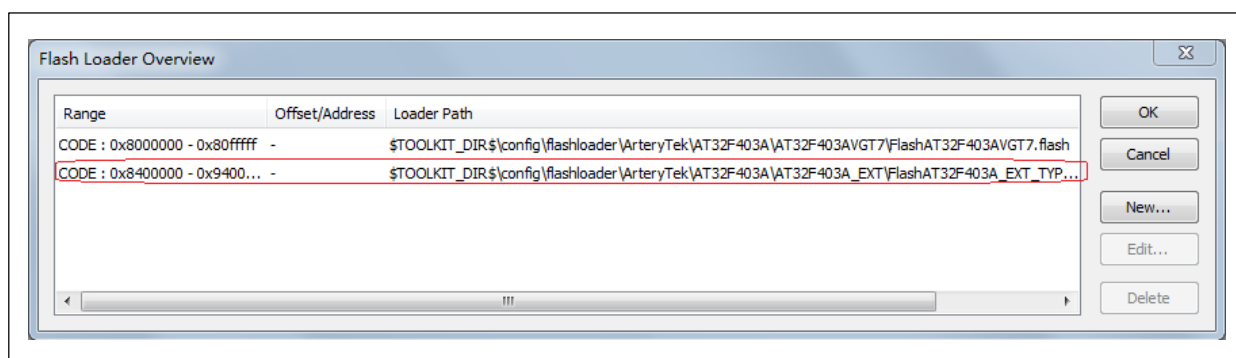 Flash Loader Overview
Range Offset/Address Loader Path
CODE : 0x8000000 - 0x80fffff - $TOOLKIT_DIR$\config\flashloader\ArteryTek\AT32F403A\AT32F403AVGT7\FlashAT32F403AVGT7.flash
CODE : 0x8400000 - 0x9400... - $TOOLKIT_DIR$\config\flashloader\ArteryTek\AT32F403A\AT32F403A_EXT\FlashAT32F403A_EXT_TYP...
OK
Cancel
New...
Edit...
Delete